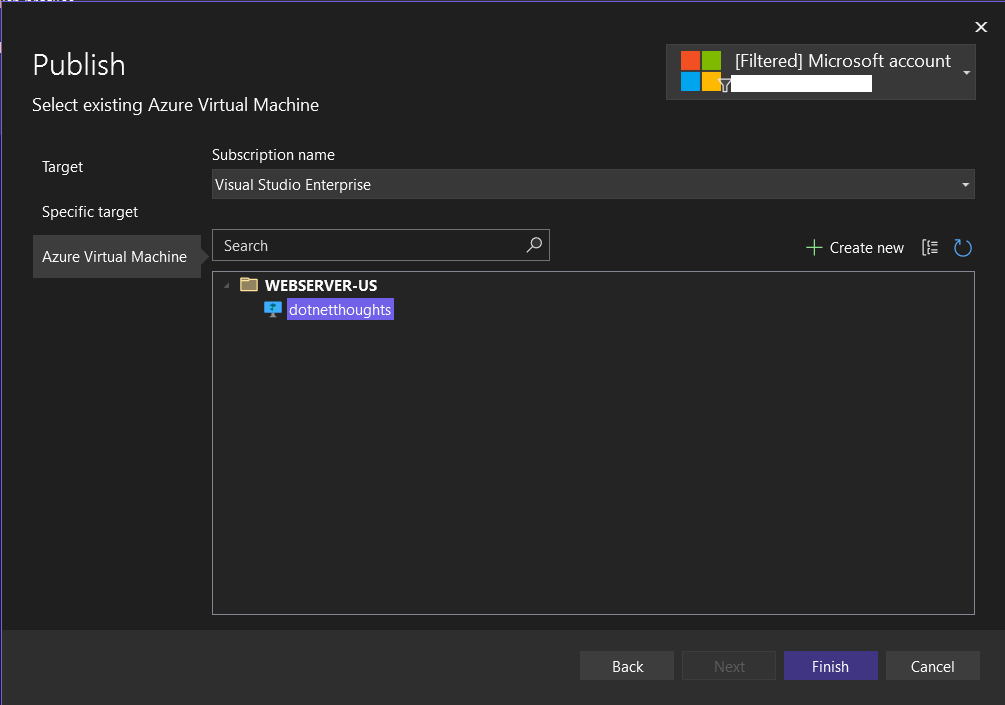 Publish
Select existing Azure Virtual Machine
[Filtered] Microsoft account
Target
Specific target
Azure Virtual Machine
Subscription name
Visual Studio Enterprise
Search
Create new
WEBSERVER-US
dotnetthoughts
Back
Next
Finish
Cancel